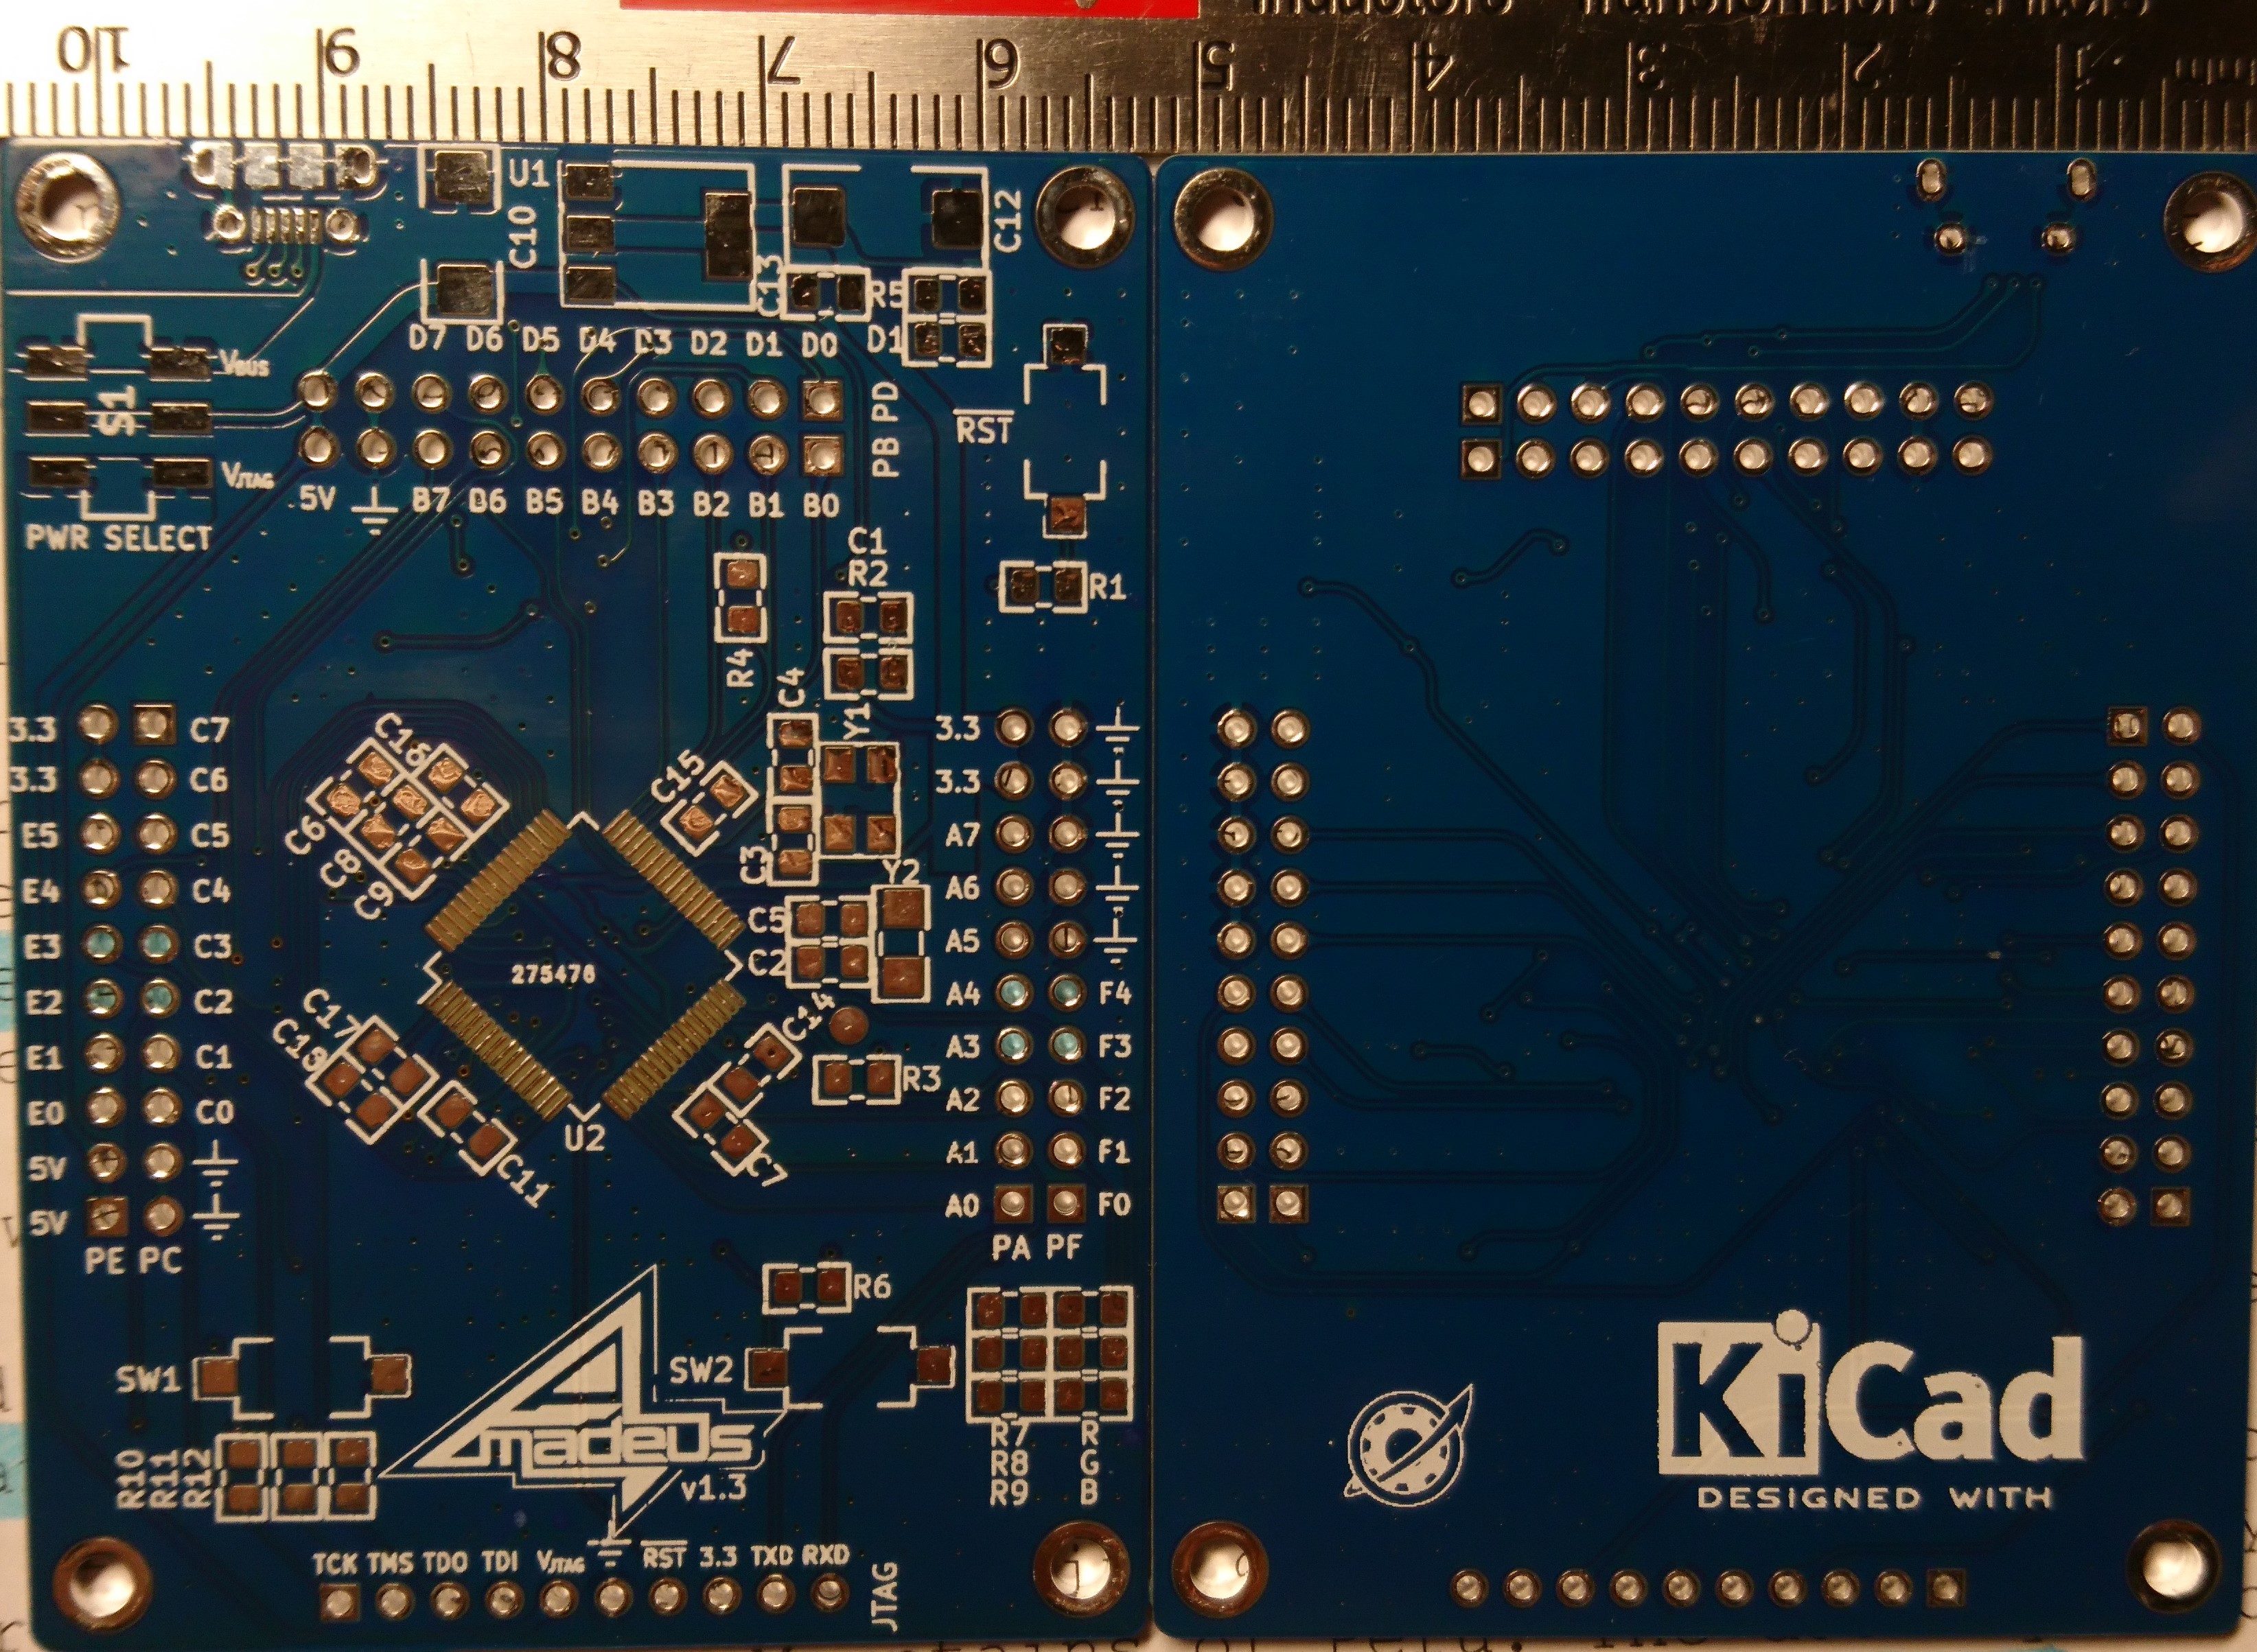 10 9 8 7 6 5 4 3 2 1
U1
C10
C12
C13
R5
D1
D7 D6 D5 D4 D3 D2 D1 D0
VBUS
S1
VJTAG
PWR SELECT
PB PD
RST
5V B7 B6 B5 B4 B3 B2 B1 B0
C1
R2
R1
R4
C4
Y1
3.3 C7
3.3 C6
E5 C5
E4 C4
E3 C3
E2 C2
E1 C1
E0 C0
5V
5V
PE PC
C16
C6
C8
C9
C15
C3
Y2
C5
C2
275476
C14
C17
C18
R3
U2
C11
C7
3.3
3.3
A7
A6
A5
A4 F4
A3 F3
A2 F2
A1 F1
A0 F0
PA PF
R6
SW1
SW2
Amadeus
v1.3
R10
R11
R12
R7 R
R8 G
R9 B
TCK TMS TDO TDI VJTAG RST 3.3 TXD RXD
JTAG
KiCad
DESIGNED WITH